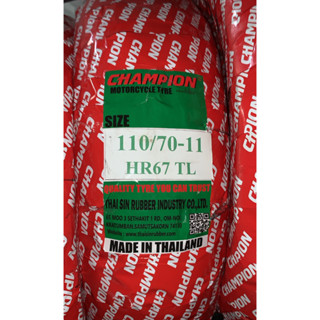 CHAMPION
MOTORCYCLE TYRE
SIZE
110/70-11
HR67 TL
QUALITY TYRE YOU CAN TRUST
THAI SIN RUBBER INDUSTRY CO.,LTD.
MADE IN THAILAND
CHAMPION